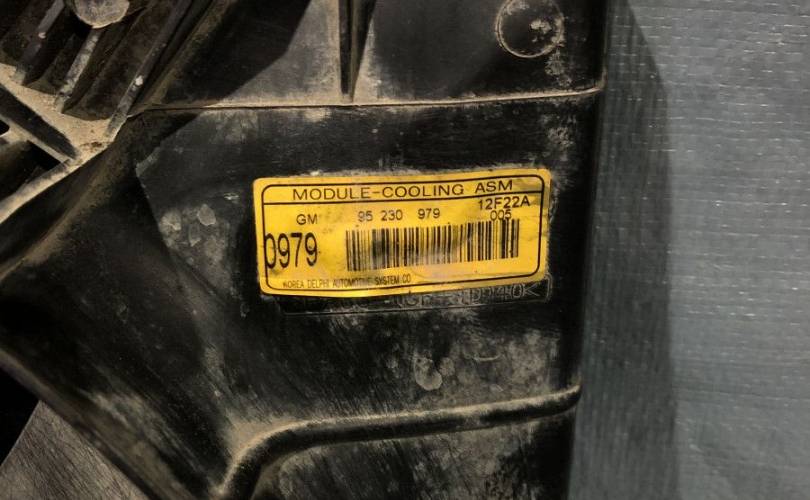 MODULE-COOLING ASM
12F22A
GM 95 230 979 005
0979
KOREA DELPHI AUTOMOTIVE SYSTEM CO